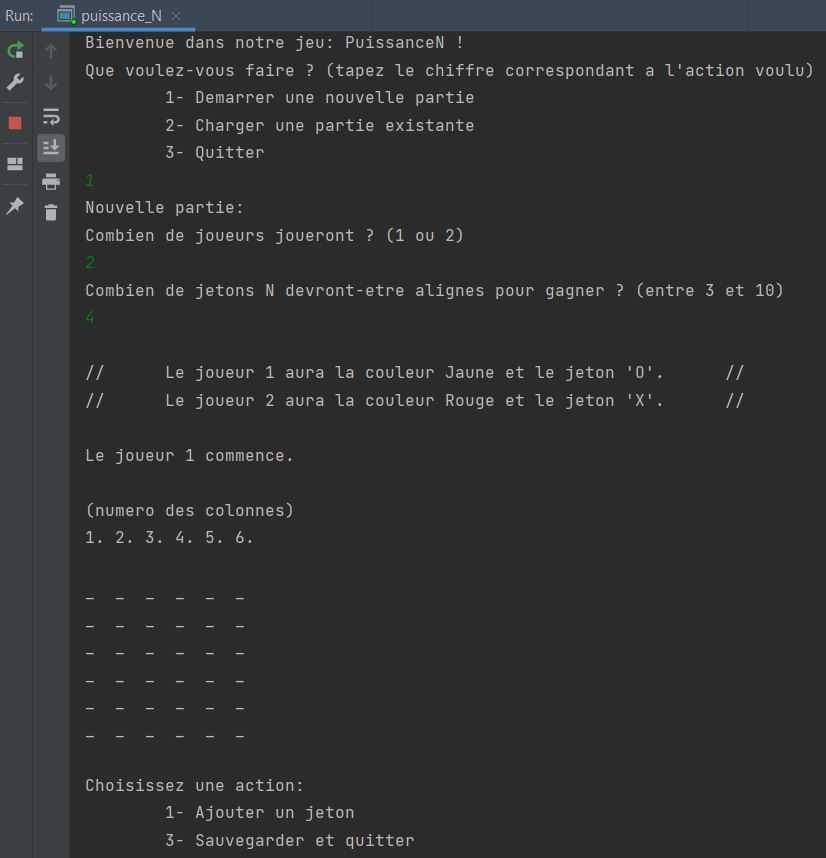 Run: puissance_N
Bienvenue dans notre jeu: PuissanceN !
Que voulez-vous faire ? (tapez le chiffre correspondant a l'action voulu)
1- Demarrer une nouvelle partie
2- Charger une partie existante
3- Quitter
1
Nouvelle partie:
Combien de joueurs joueront ? (1 ou 2)
2
Combien de jetons N devront-etre alignes pour gagner ? (entre 3 et 10)
4
// Le joueur 1 aura la couleur Jaune et le jeton 'O'. //
// Le joueur 2 aura la couleur Rouge et le jeton 'X'. //
Le joueur 1 commence.
(numero des colonnes)
1. 2. 3. 4. 5. 6.
_ _ _ _ _ _
_ _ _ _ _ _
_ _ _ _ _ _
_ _ _ _ _ _
_ _ _ _ _ _
_ _ _ _ _ _
Choisissez une action:
1- Ajouter un jeton
3- Sauvegarder et quitter